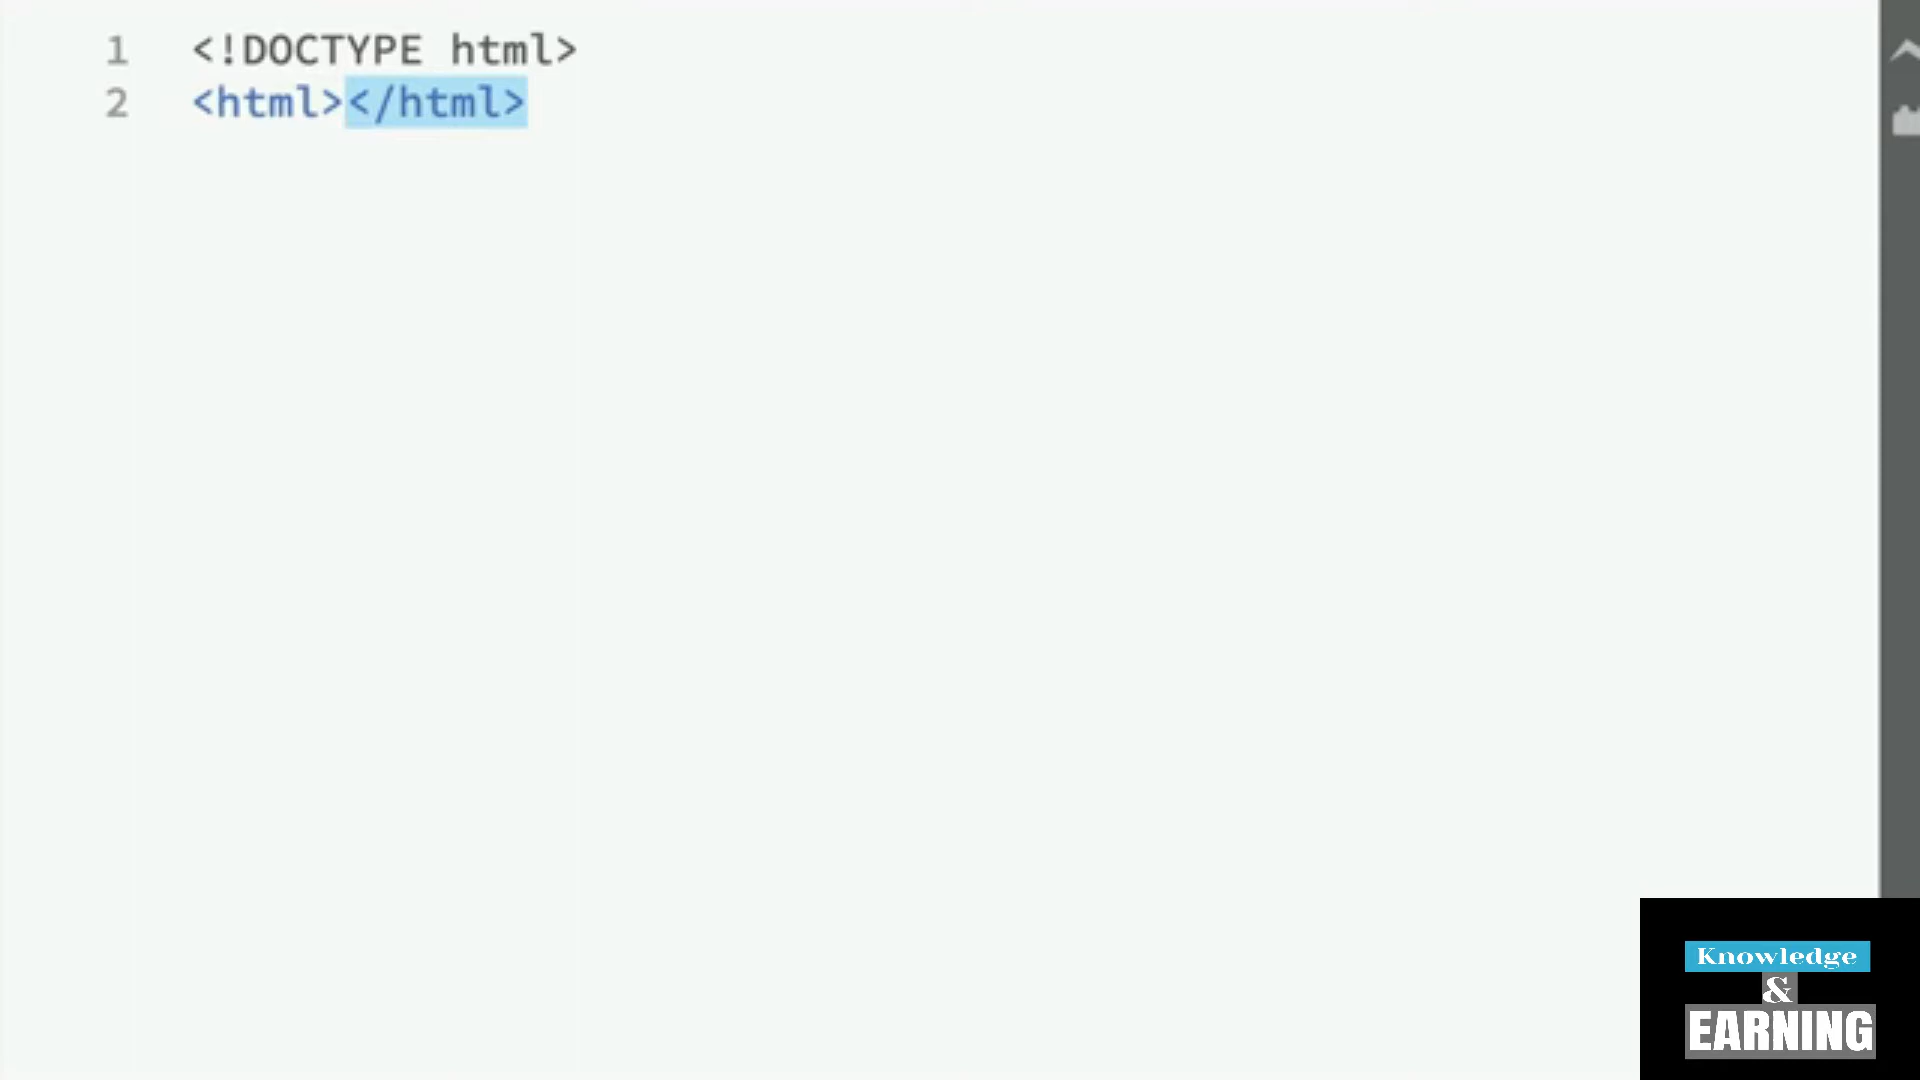 1 <!DOCTYPE html>
2 <html></html>
Knowledge
&
EARNING